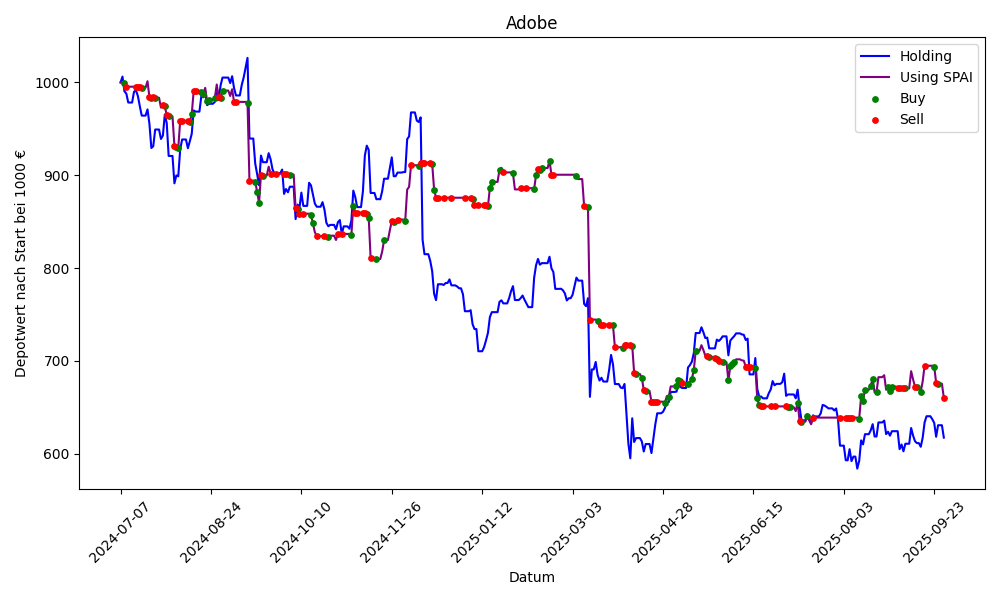 Adobe
Depotwert nach Start bei 1000 €
1000
900
800
700
600
Holding
Using SPAI
Buy
Sell
2024-07-07
2024-08-24
2024-10-10
2024-11-26
2025-01-12
2025-03-03
2025-04-28
2025-06-15
2025-08-03
2025-09-23
Datum